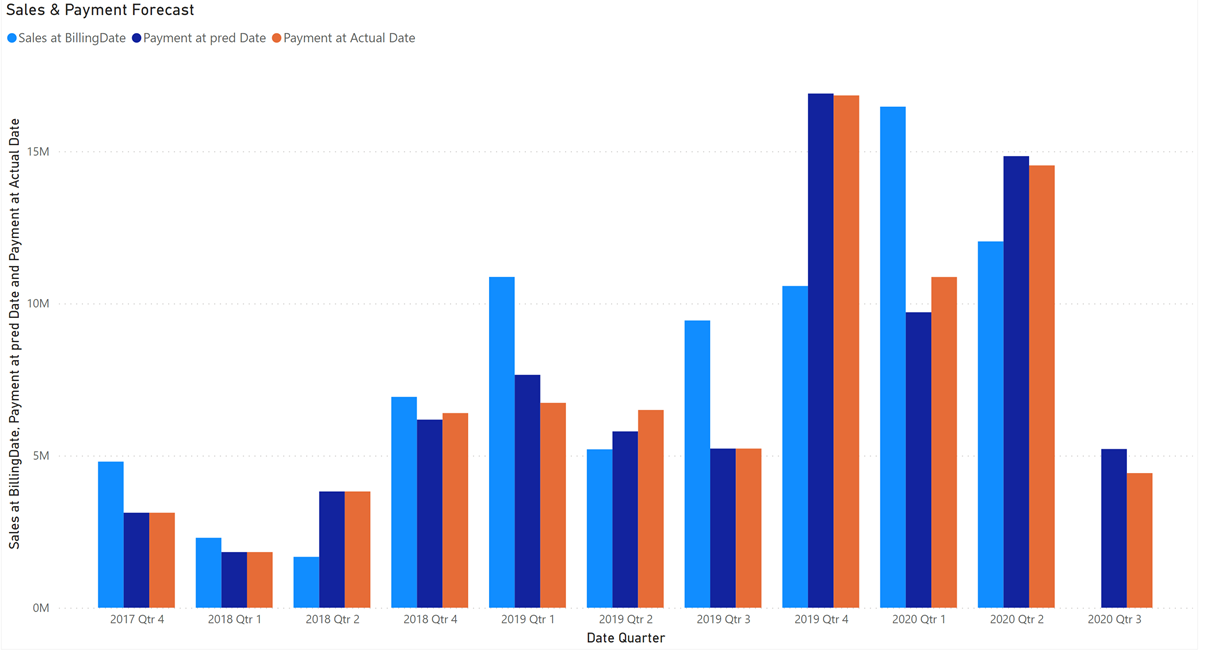 Sales & Payment Forecast
Sales at BillingDate Payment at pred Date Payment at Actual Date
Sales at BillingDate, Payment at pred Date and Payment at Actual Date
15M
10M
5M
0M
2017 Qtr 4 2018 Qtr 1 2018 Qtr 2 2018 Qtr 4 2019 Qtr 1 2019 Qtr 2 2019 Qtr 3 2019 Qtr 4 2020 Qtr 1 2020 Qtr 2 2020 Qtr 3
Date Quarter